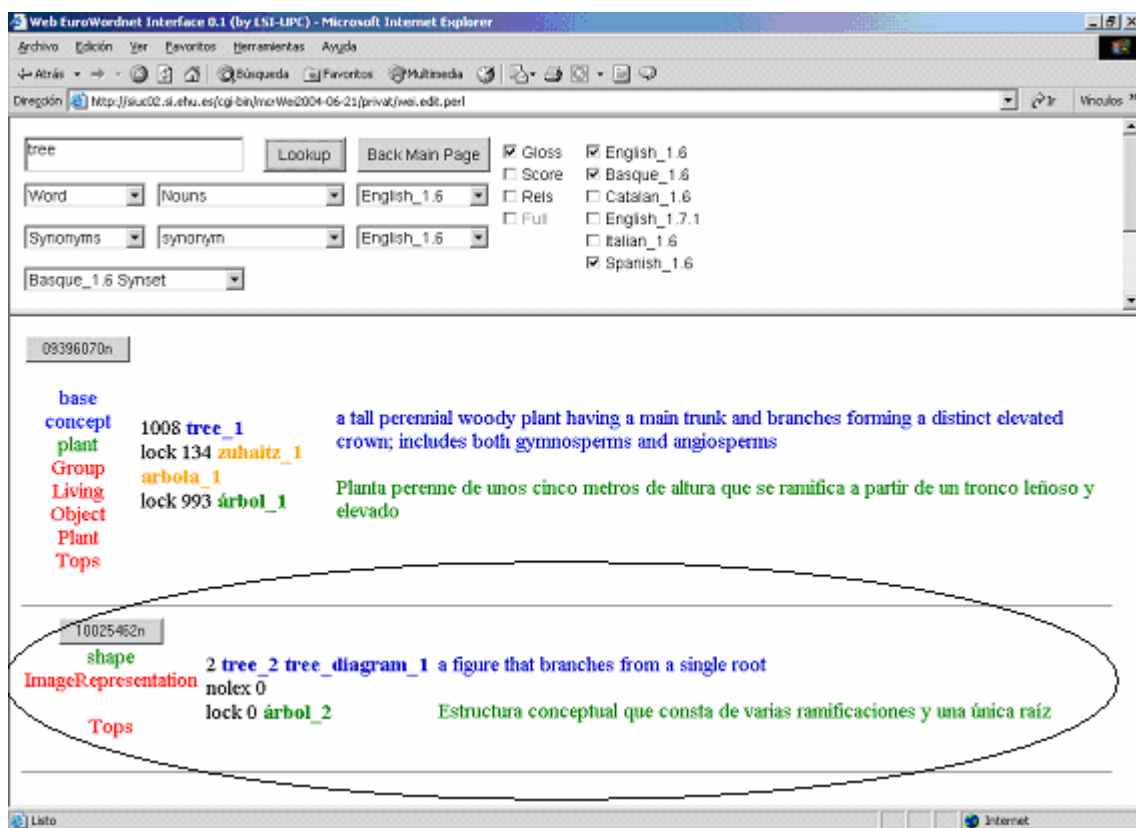 Web EuroWordnet Interface 0.1 (by LSI-UPC) - Microsoft Internet Explorer
Archivo Edición Ver Favoritos Herramientas Ayuda
Atrás Búsqueda Favoritos Multimedia
Dirección http://siuc02.si.ehu.es/cgi-bin/mcrWei2004-06-21/privat/wei.edit.perl Ir Vínculos »
tree Lookup Back Main Page Gloss English_1.6
Score Basque_1.6
Word Nouns English_1.6 Rels Catalan_1.6
Full English_1.7.1
Synonyms synonym English_1.6 Italian_1.6
Spanish_1.6
Basque_1.6 Synset
09396070n
base
concept
plant
Group
Living
Object
Plant
Tops
1008 tree_1
lock 134 zuhaitz_1
arbola_1
lock 993 árbol_1
a tall perennial woody plant having a main trunk and branches forming a distinct elevated
crown; includes both gymnosperms and angiosperms
Planta perenne de unos cinco metros de altura que se ramifica a partir de un tronco leñoso y
elevado
10025462n
shape
ImageRepresentation
Tops
2 tree_2 tree_diagram_1 a figure that branches from a single root
nolex 0
lock 0 árbol_2 Estructura conceptual que consta de varias ramificaciones y una única raíz
Listo Internet